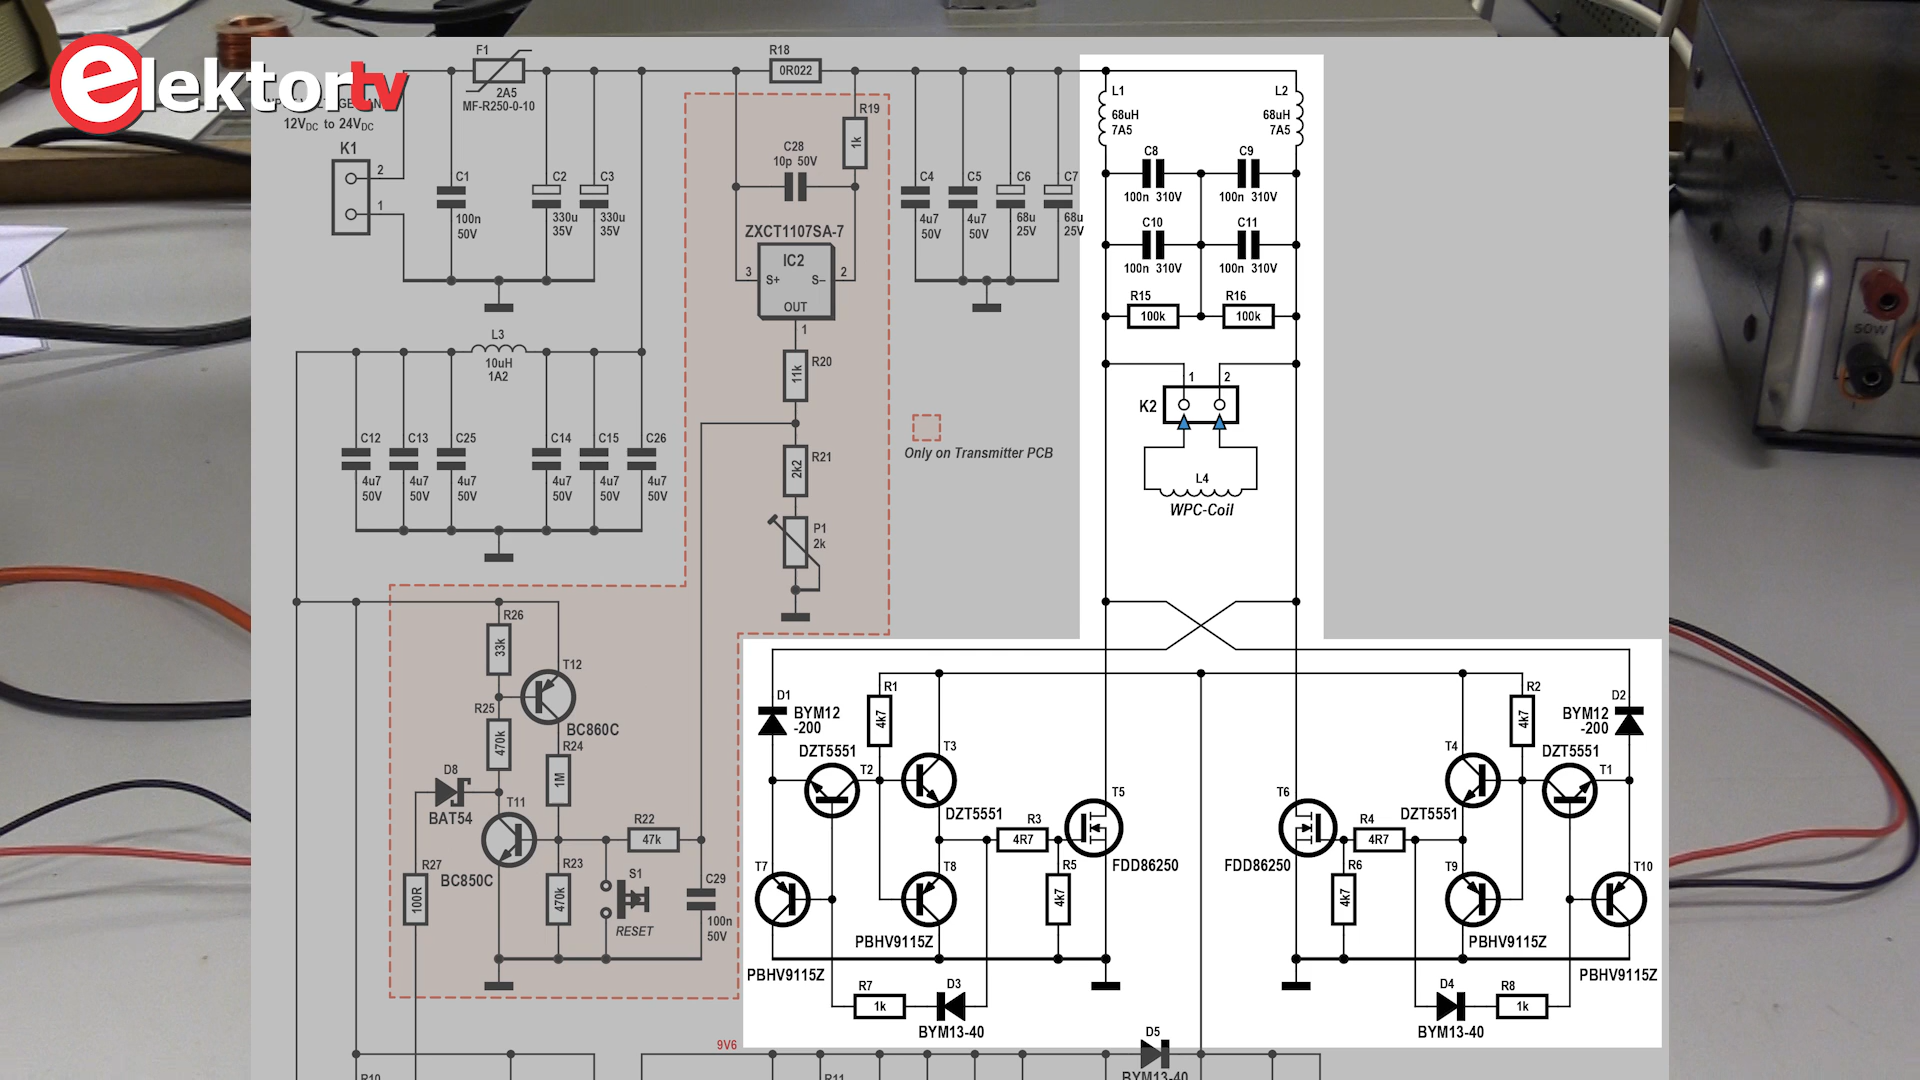 elektortv
12VDC to 24VDC
K1
2
1
F1
2A5
MF-R250-0-10
R18
0R022
C1
100n
50V
C2
330u
35V
C3
330u
35V
R19
1k
C28
10p 50V
ZXCT1107SA-7
IC2
3
S+
S–
2
OUT
1
C4
4u7
50V
C5
4u7
50V
C6
68u
25V
C7
68u
25V
L1
68uH
7A5
L2
68uH
7A5
C8
100n 310V
C9
100n 310V
C10
100n 310V
C11
100n 310V
R15
100k
R16
100k
1
2
K2
L4
WPC-Coil
L3
10uH
1A2
R20
11k
R21
2k2
P1
2k
Only on Transmitter PCB
C12
4u7
50V
C13
4u7
50V
C25
4u7
50V
C14
4u7
50V
C15
4u7
50V
C26
4u7
50V
R26
33k
T12
BC860C
R25
470k
R24
1M
D8
BAT54
T11
BC850C
R22
47k
R27
100R
R23
470k
S1
RESET
C29
100n
50V
D1
BYM12
-200
R1
4k7
DZT5551
T2
T3
DZT5551
R3
4R7
T5
FDD86250
R5
4k7
T7
PBHV9115Z
T8
PBHV9115Z
R7
1k
D3
BYM13-40
R2
4k7
D2
BYM12
-200
T4
DZT5551
DZT5551
T1
T6
FDD86250
R4
4R7
R6
4k7
T9
PBHV9115Z
T10
PBHV9115Z
D4
BYM13-40
R8
1k
9V6
D5
BYM13-40
R10
R11
50W